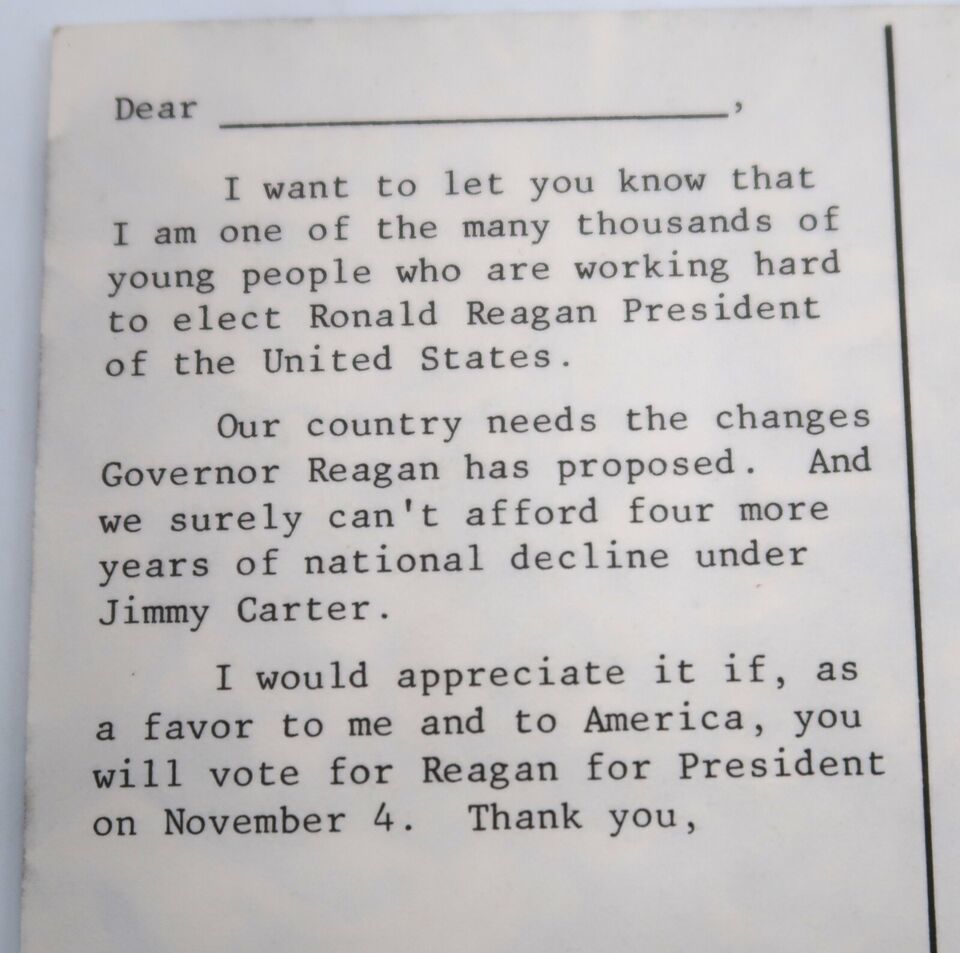 Dear ____________________,
I want to let you know that
I am one of the many thousands of
young people who are working hard
to elect Ronald Reagan President
of the United States.
Our country needs the changes
Governor Reagan has proposed. And
we surely can't afford four more
years of national decline under
Jimmy Carter.
I would appreciate it if, as
a favor to me and to America, you
will vote for Reagan for President
on November 4. Thank you,